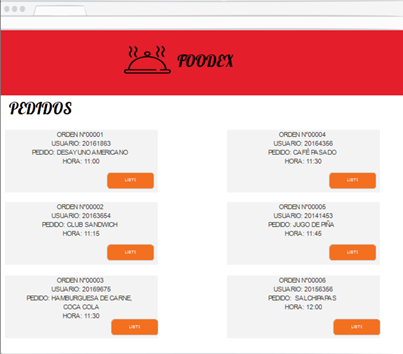 FOODEX
PEDIDOS
ORDEN N°00001
USUARIO: 20161863
PEDIDO: DESAYUNO AMERICANO
HORA: 11:00
LISTO
ORDEN N°00002
USUARIO: 20163654
PEDIDO: CLUB SANDWICH
HORA: 11:15
LISTO
ORDEN N°00003
USUARIO: 20169675
PEDIDO: HAMBURGUESA DE CARNE,
COCA COLA
HORA: 11:30
LISTO
ORDEN N°00004
USUARIO: 20164356
PEDIDO: CAFÉ PASADO
HORA: 11:30
LISTO
ORDEN N°00005
USUARIO: 20141453
PEDIDO: JUGO DE PIÑA
HORA: 11:45
LISTO
ORDEN N°00006
USUARIO: 20156356
PEDIDO: SALCHIPAPAS
HORA: 12:00
LISTO